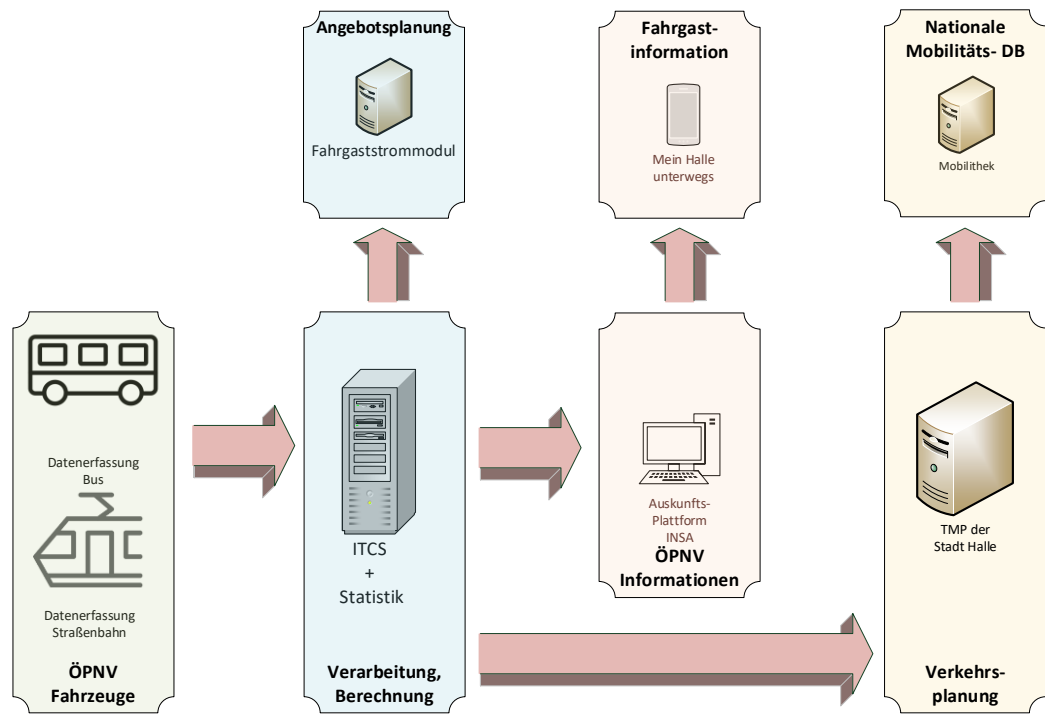 Angebotsplanung
Fahrgaststrommodul
Fahrgast-
information
Mein Halle
unterwegs
Nationale
Mobilitäts- DB
Mobilithek
Datenerfassung
Bus
Datenerfassung
Straßenbahn
ÖPNV
Fahrzeuge
ITCS
+
Statistik
Verarbeitung,
Berechnung
Auskunfts-
Plattform
INSA
ÖPNV
Informationen
TMP der
Stadt Halle
Verkehrs-
planung